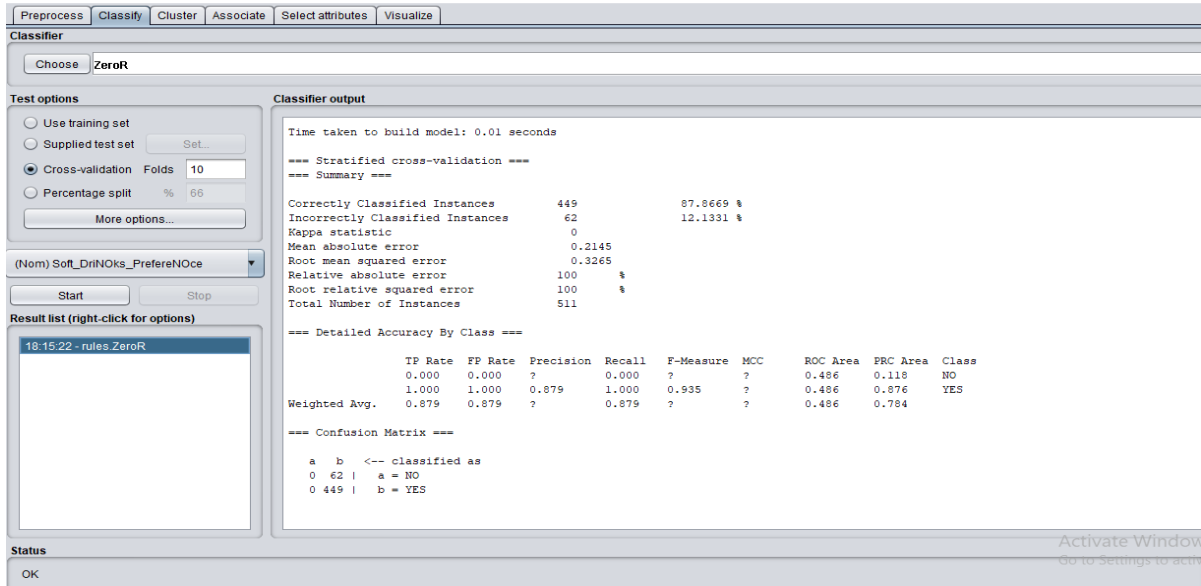 Preprocess Classify Cluster Associate Select attributes Visualize
Classifier
Choose ZeroR
Test options
Use training set
Supplied test set Set...
Cross-validation Folds 10
Percentage split % 66
More options...
(Nom) Soft_DriNOks_PrefereNOce
Start Stop
Result list (right-click for options)
18:15:22 - rules.ZeroR
Classifier output
Time taken to build model: 0.01 seconds
=== Stratified cross-validation ===
=== Summary ===
Correctly Classified Instances 449 87.8669 %
Incorrectly Classified Instances 62 12.1331 %
Kappa statistic 0
Mean absolute error 0.2145
Root mean squared error 0.3265
Relative absolute error 100 %
Root relative squared error 100 %
Total Number of Instances 511
=== Detailed Accuracy By Class ===
TP Rate FP Rate Precision Recall F-Measure MCC ROC Area PRC Area Class
0.000 0.000 ? 0.000 ? ? 0.486 0.118 NO
1.000 1.000 0.879 1.000 0.935 ? 0.486 0.876 YES
Weighted Avg. 0.879 0.879 ? 0.879 ? ? 0.486 0.784
=== Confusion Matrix ===
a b <-- classified as
0 62 | a = NO
0 449 | b = YES
Status
OK
Activate Window
Go to Settings to acti